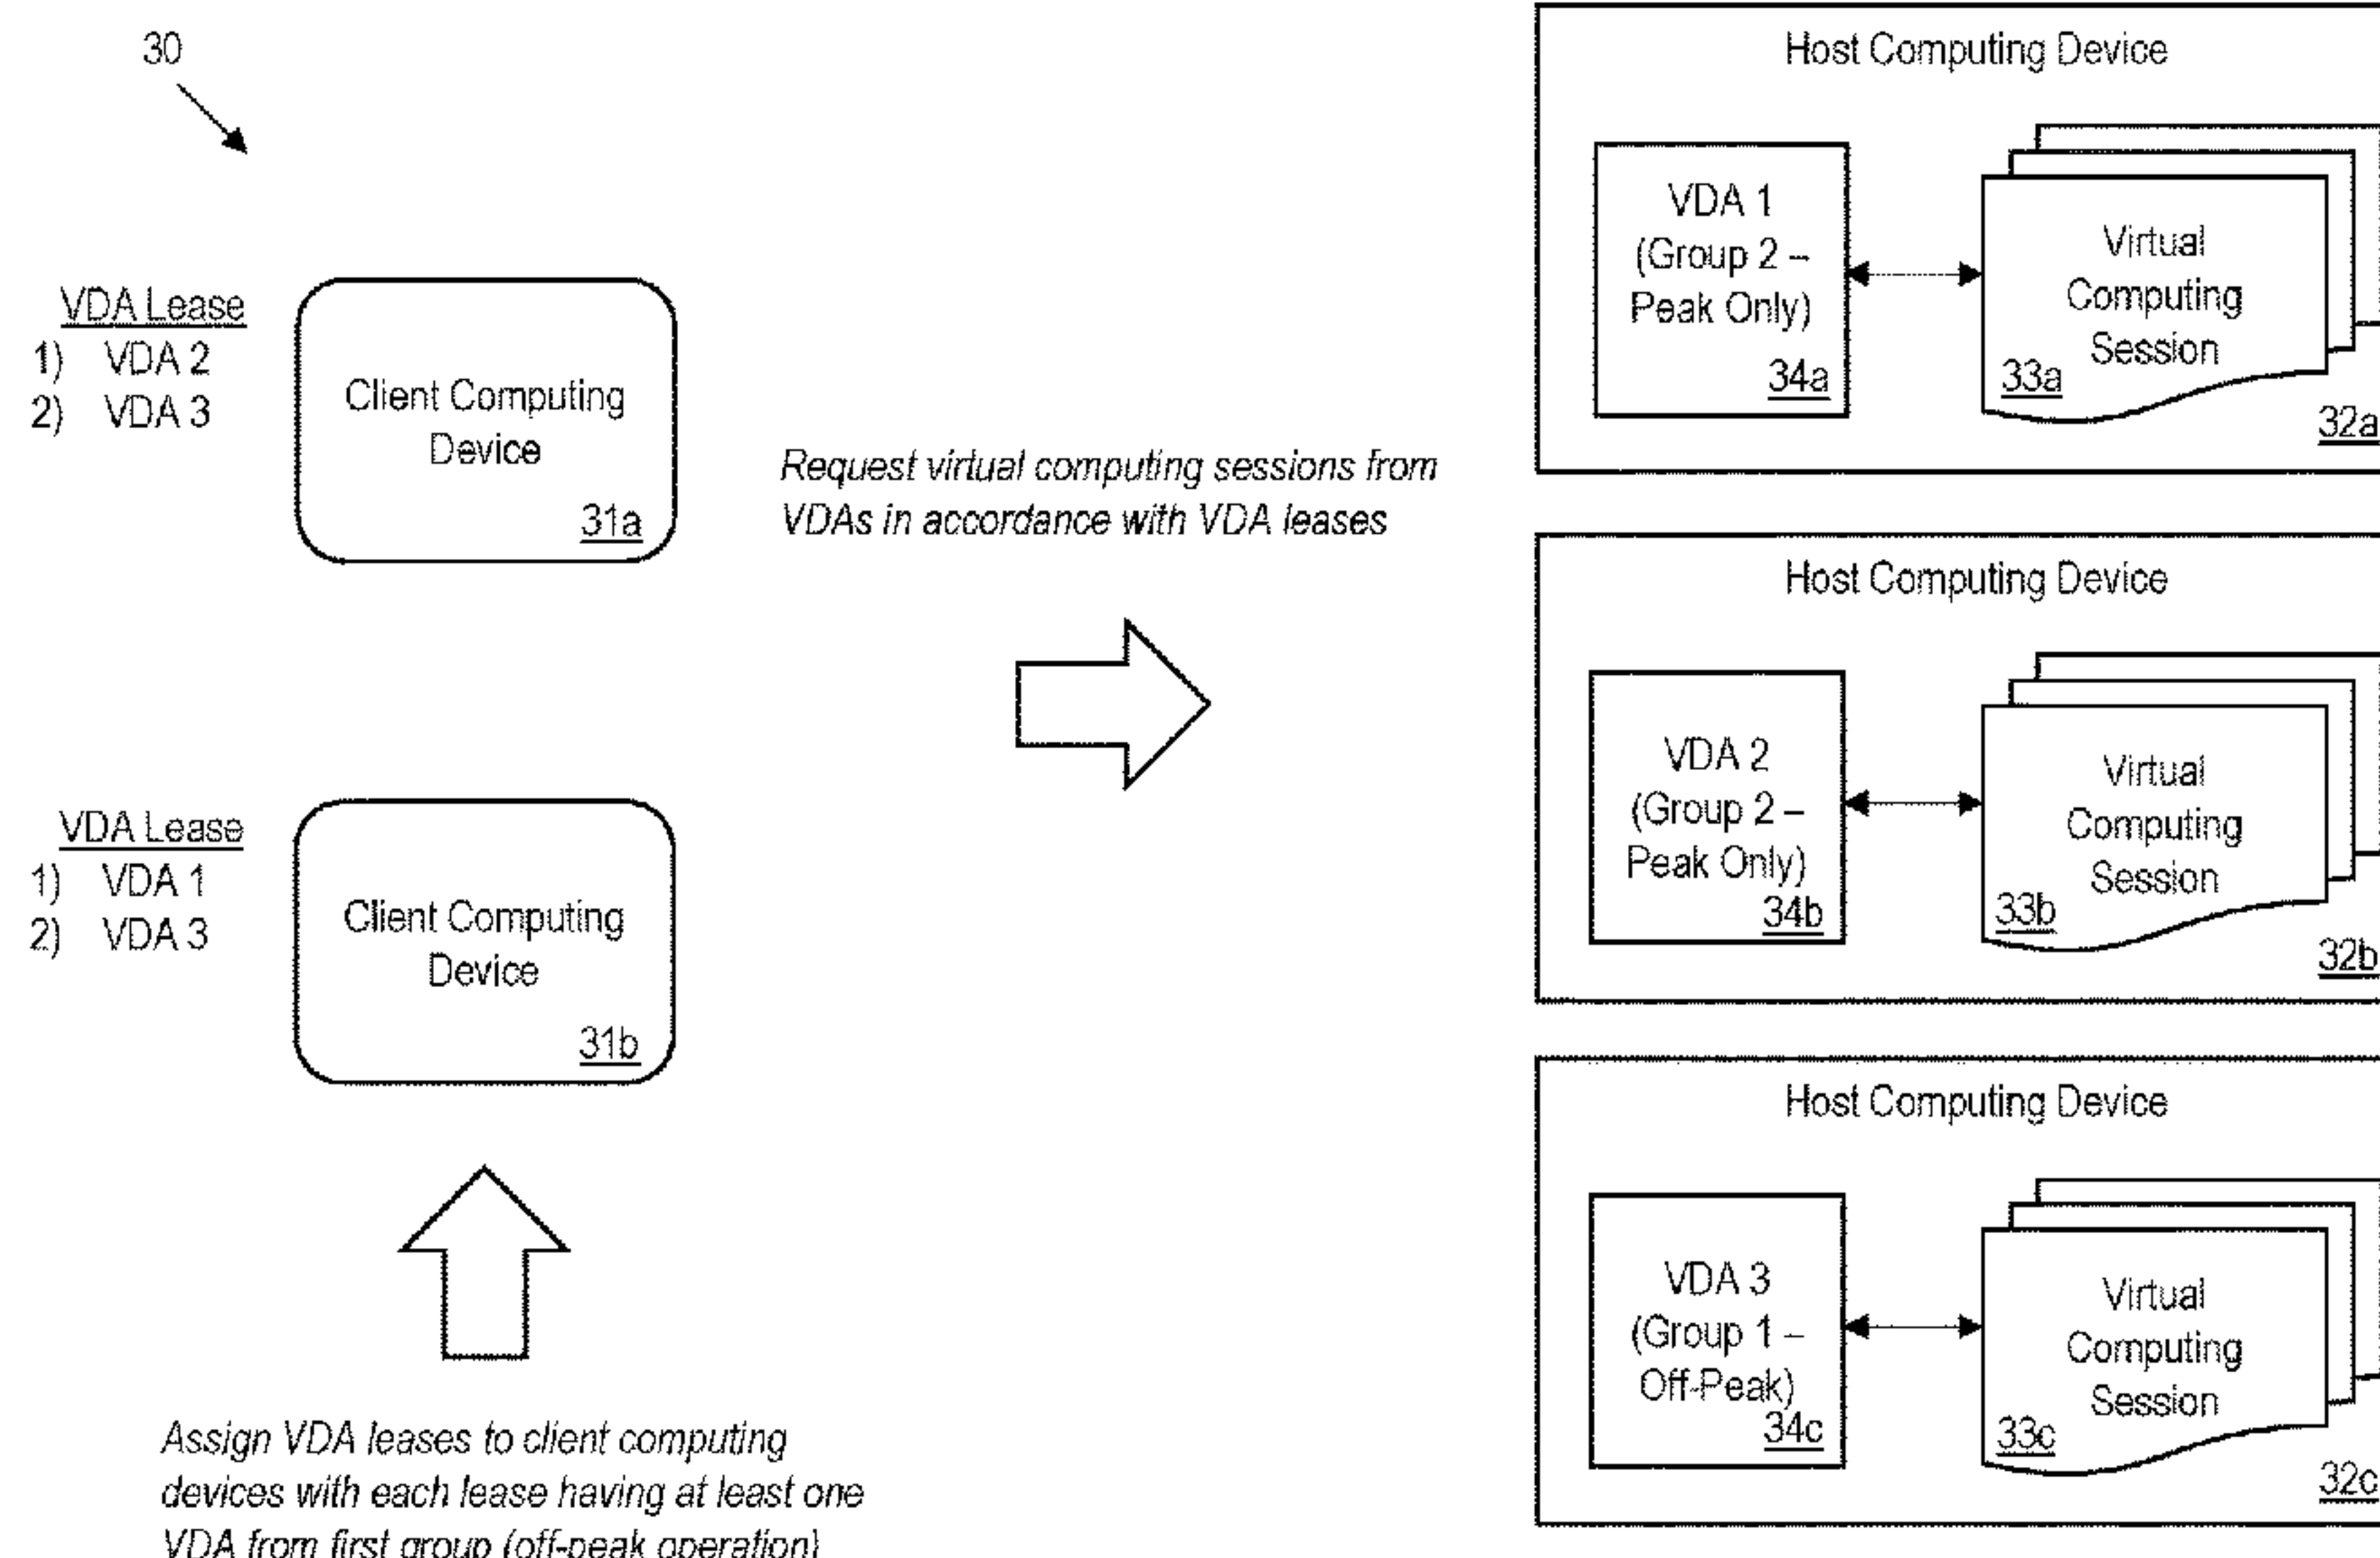 30
VDA Lease
1) VDA 2
2) VDA 3
Client Computing
Device
31a
VDA Lease
1) VDA 1
2) VDA 3
Client Computing
Device
31b
Assign VDA leases to client computing
devices with each lease having at least one
VDA from first group (off-peak operation)
Request virtual computing sessions from
VDAs in accordance with VDA leases
Host Computing Device
VDA 1
(Group 2 –
Peak Only)
34a
Virtual
Computing
Session
33a
32a
Host Computing Device
VDA 2
(Group 2 –
Peak Only)
34b
Virtual
Computing
Session
33b
32b
Host Computing Device
VDA 3
(Group 1 –
Off-Peak)
34c
Virtual
Computing
Session
33c
32c